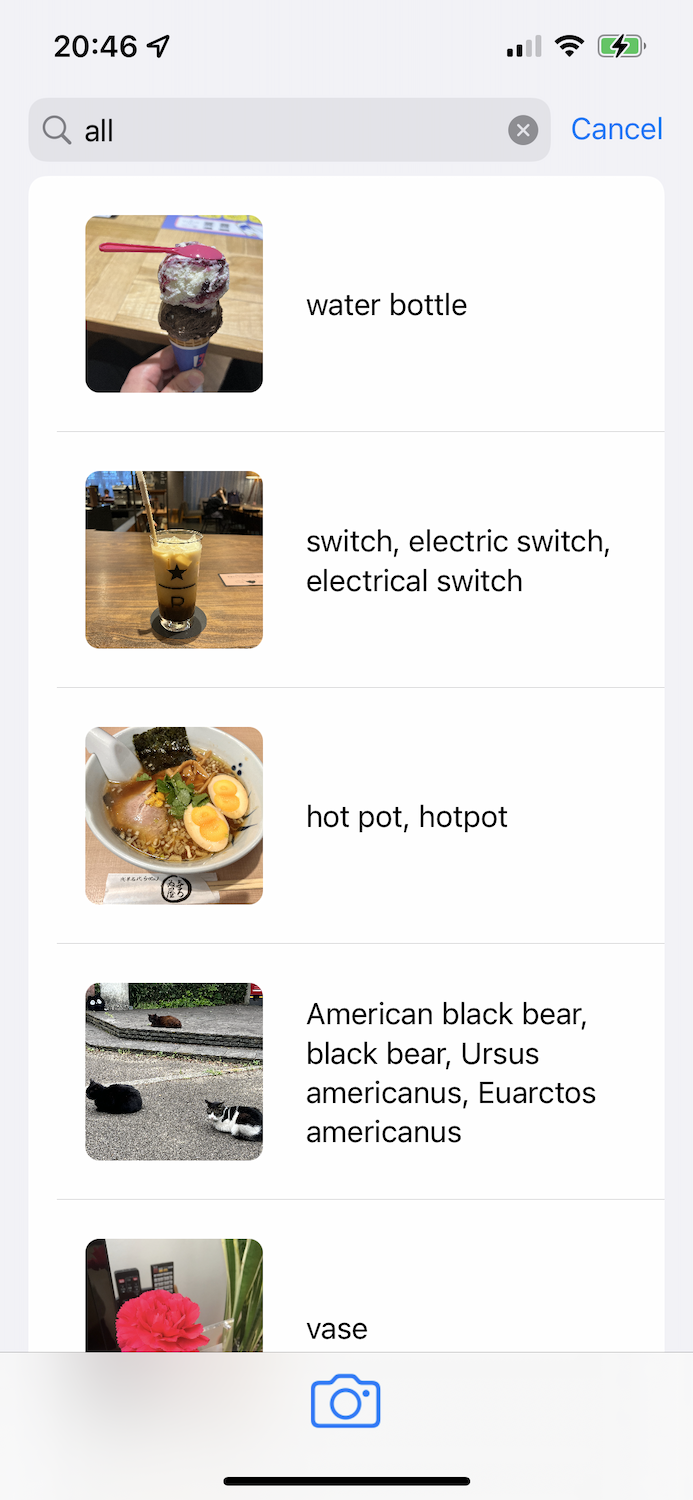 20:46
all
Cancel
water bottle
switch, electric switch,
electrical switch
R
hot pot, hotpot
American black bear,
black bear, Ursus
americanus, Euarctos
americanus
vase